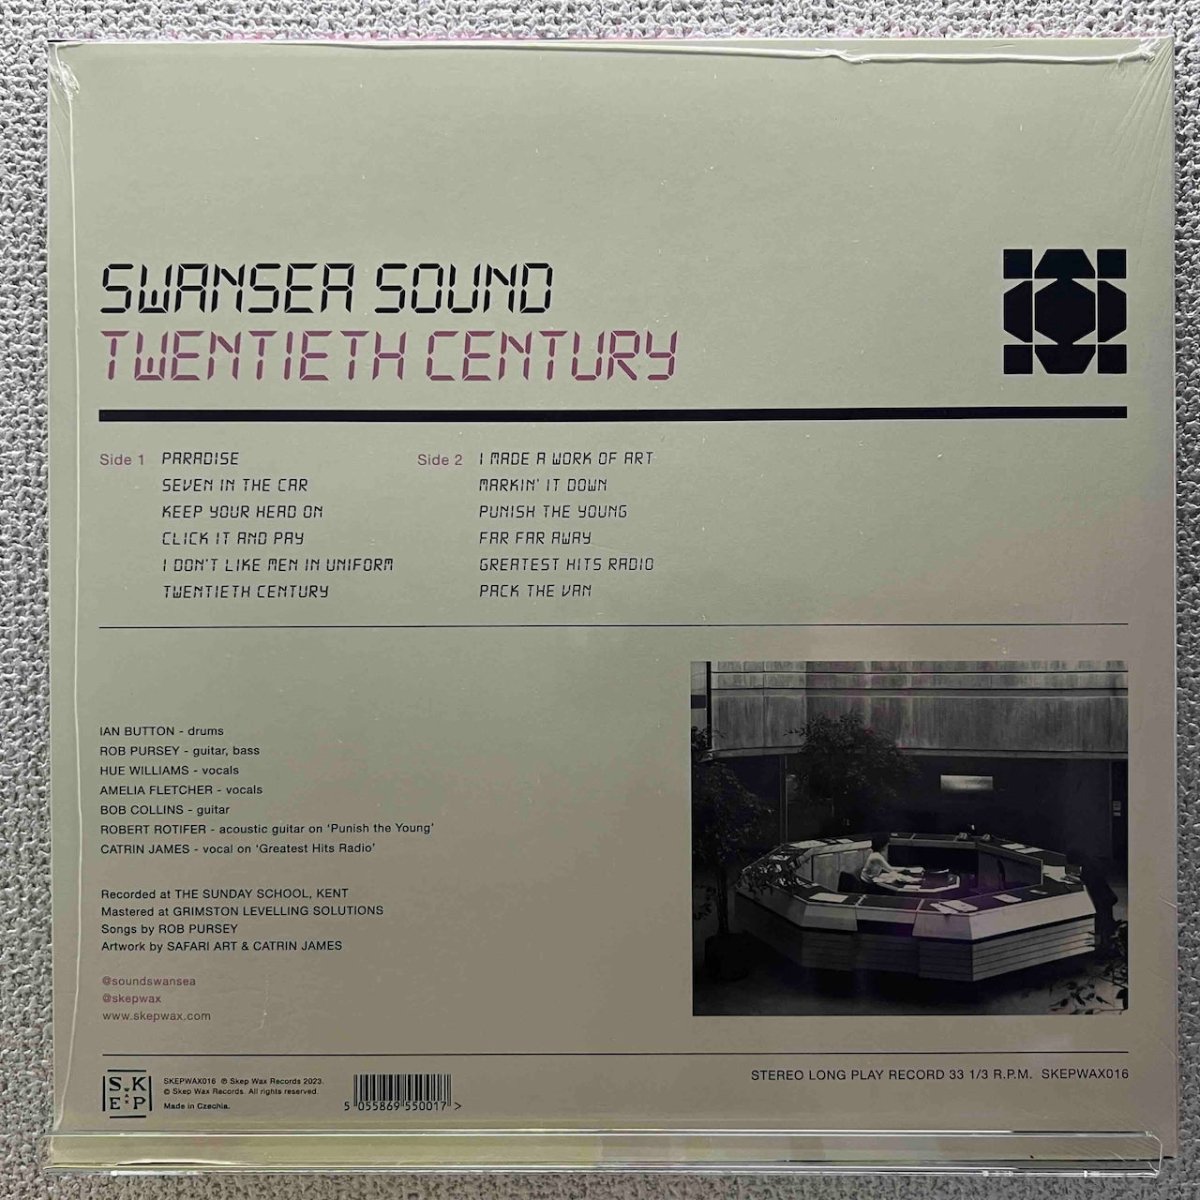 SWANSEA SOUND
TWENTIETH CENTURY
Side 1
PARADISE
SEVEN IN THE CAR
KEEP YOUR HEAD ON
CLICK IT AND PAY
I DON'T LIKE MEN IN UNIFORM
TWENTIETH CENTURY
Side 2
I MADE A WORK OF ART
MARKIN' IT DOWN
PUNISH THE YOUNG
FAR FAR AWAY
GREATEST HITS RADIO
PACK THE VAN
IAN BUTTON - drums
ROB PURSEY - guitar, bass
HUE WILLIAMS - vocals
AMELIA FLETCHER - vocals
BOB COLLINS - guitar
ROBERT ROTIFER - acoustic guitar on ‘Punish the Young’
CATRIN JAMES - vocal on ‘Greatest Hits Radio’
Recorded at THE SUNDAY SCHOOL, KENT
Mastered at GRIMSTON LEVELLING SOLUTIONS
Songs by ROB PURSEY
Artwork by SAFARI ART & CATRIN JAMES
@soundswansea
@skepwax
www.skepwax.com
SK
EP
SKEPWAX016 ℗ Skep Wax Records 2023.
© Skep Wax Records. All rights reserved.
Made in Czechia.
5 055869 550017 >
STEREO LONG PLAY RECORD 33 1/3 R.P.M. SKEPWAX016